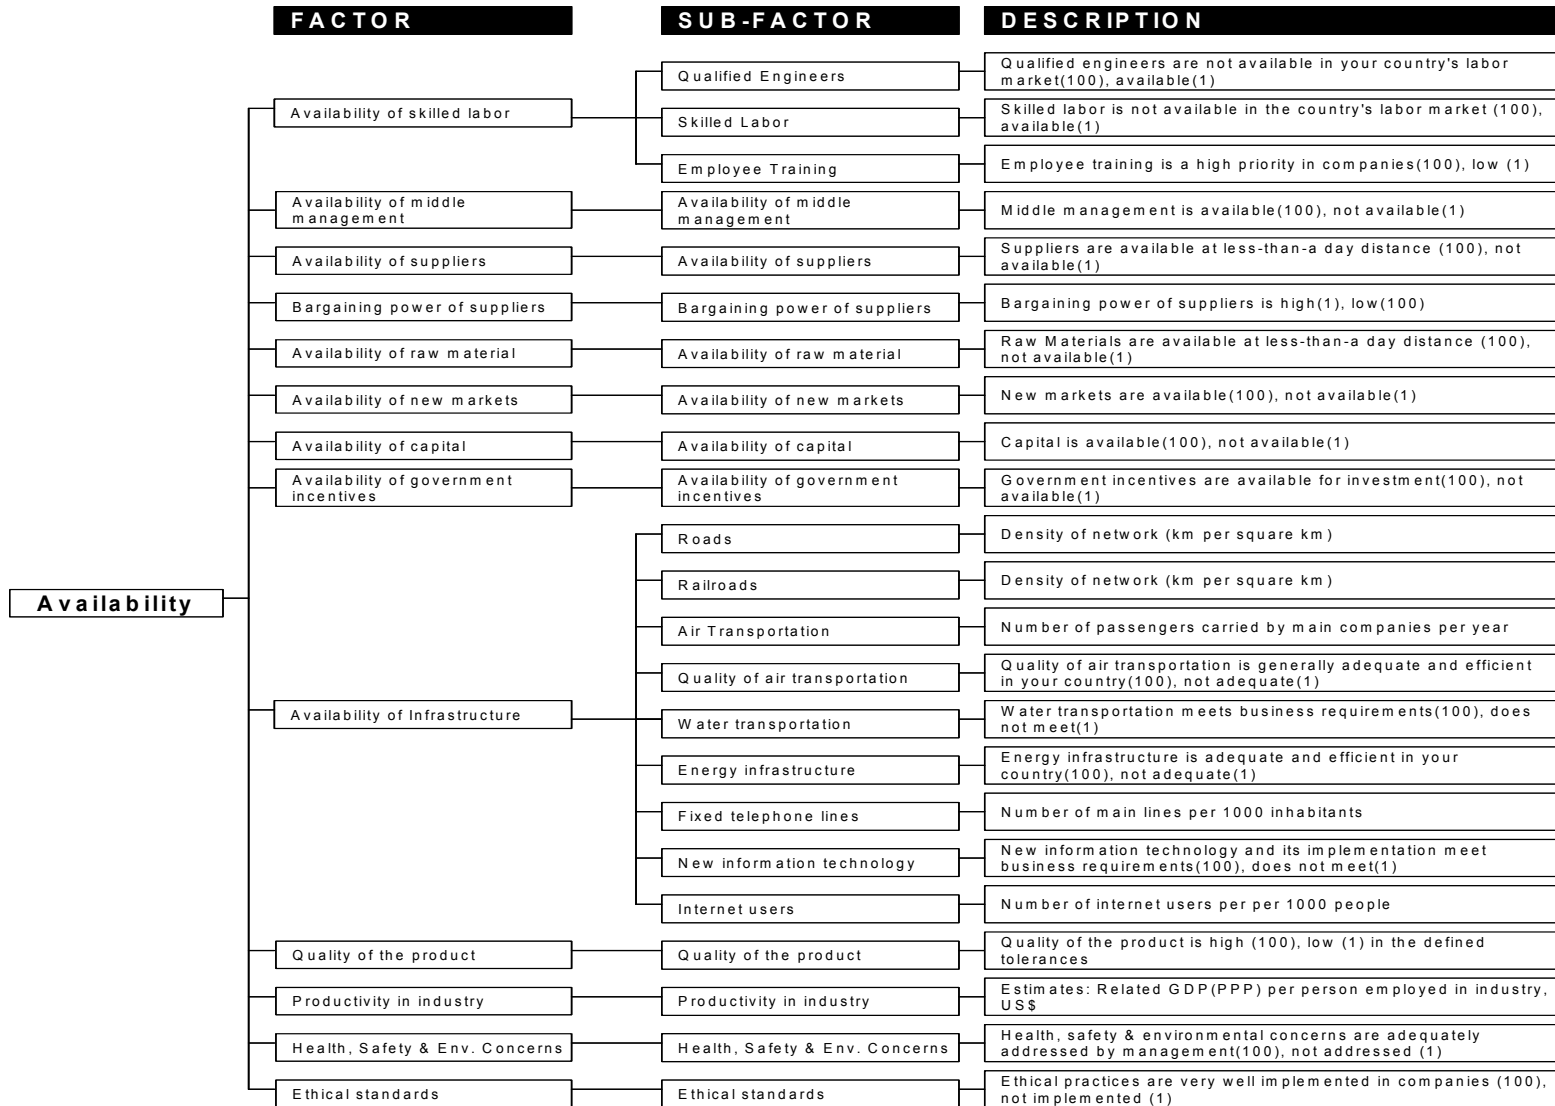 FACTOR
SUB-FACTOR
DESCRIPTION
Qualified Engineers
Qualified engineers are not available in your country's labor
market(100), available(1)
Availability of skilled labor
Skilled Labor
Skilled labor is not available in the country's labor market (100),
available(1)
Employee Training
Employee training is a high priority in companies(100), low (1)
Availability of middle
management
Availability of middle
management
Middle management is available(100), not available(1)
Availability of suppliers
Availability of suppliers
Suppliers are available at less-than-a day distance (100), not
available(1)
Bargaining power of suppliers
Bargaining power of suppliers
Bargaining power of suppliers is high(1), low(100)
Availability of raw material
Availability of raw material
Raw Materials are available at less-than-a day distance (100),
not available(1)
Availability of new markets
Availability of new markets
New markets are available(100), not available(1)
Availability of capital
Availability of capital
Capital is available(100), not available(1)
Availability of government
incentives
Availability of government
incentives
Government incentives are available for investment(100), not
available(1)
Availability
Availability of Infrastructure
Roads
Density of network (km per square km)
Railroads
Density of network (km per square km)
Air Transportation
Number of passengers carried by main companies per year
Quality of air transportation
Quality of air transportation is generally adequate and efficient
in your country(100), not adequate(1)
Water transportation
Water transportation meets business requirements(100), does
not meet(1)
Energy infrastructure
Energy infrastructure is adequate and efficient in your
country(100), not adequate(1)
Fixed telephone lines
Number of main lines per 1000 inhabitants
New information technology
New information technology and its implementation meet
business requirements(100), does not meet(1)
Internet users
Number of internet users per per 1000 people
Quality of the product
Quality of the product
Quality of the product is high (100), low (1) in the defined
tolerances
Productivity in industry
Productivity in industry
Estimates: Related GDP(PPP) per person employed in industry,
US$
Health, Safety & Env. Concerns
Health, Safety & Env. Concerns
Health, safety & environmental concerns are adequately
addressed by management(100), not addressed (1)
Ethical standards
Ethical standards
Ethical practices are very well implemented in companies (100),
not implemented (1)